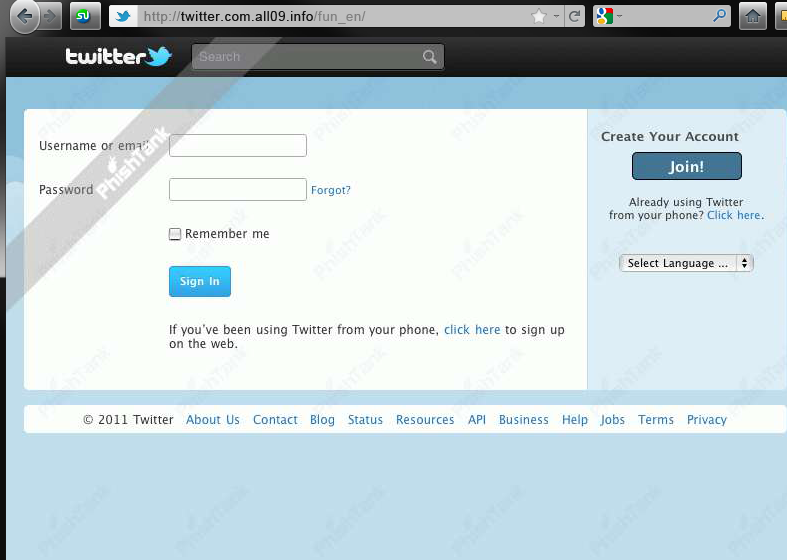 http://twitter.com.all09.info/fun_en/
twitter
Search
Username or email
Password
Forgot?
Remember me
Sign In
If you've been using Twitter from your phone, click here to sign up
on the web.
Create Your Account
Join!
Already using Twitter
from your phone? Click here.
Select Language ...
© 2011 Twitter About Us Contact Blog Status Resources API Business Help Jobs Terms Privacy
PhishTank